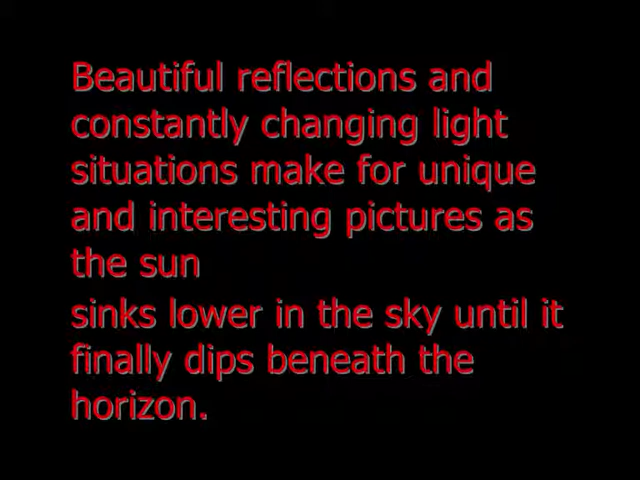 Beautiful reflections and
constantly changing light
situations make for unique
and interesting pictures as
the sun
sinks lower in the sky until it
finally dips beneath the
horizon.